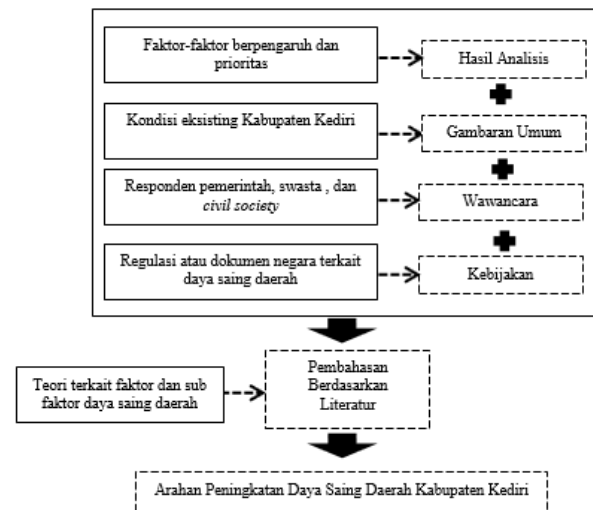 Faktor-faktor berpengaruh dan
prioritas
Hasil Analisis
Kondisi eksisting Kabupaten Kediri
Gambaran Umum
Responden pemerintah, swasta , dan
civil society
Wawancara
Regulasi atau dokumen negara terkait
daya saing daerah
Kebijakan
Pembahasan
Berdasarkan
Literatur
Teori terkait faktor dan sub
faktor daya saing daerah
Arahan Peningkatan Daya Saing Daerah Kabupaten Kediri